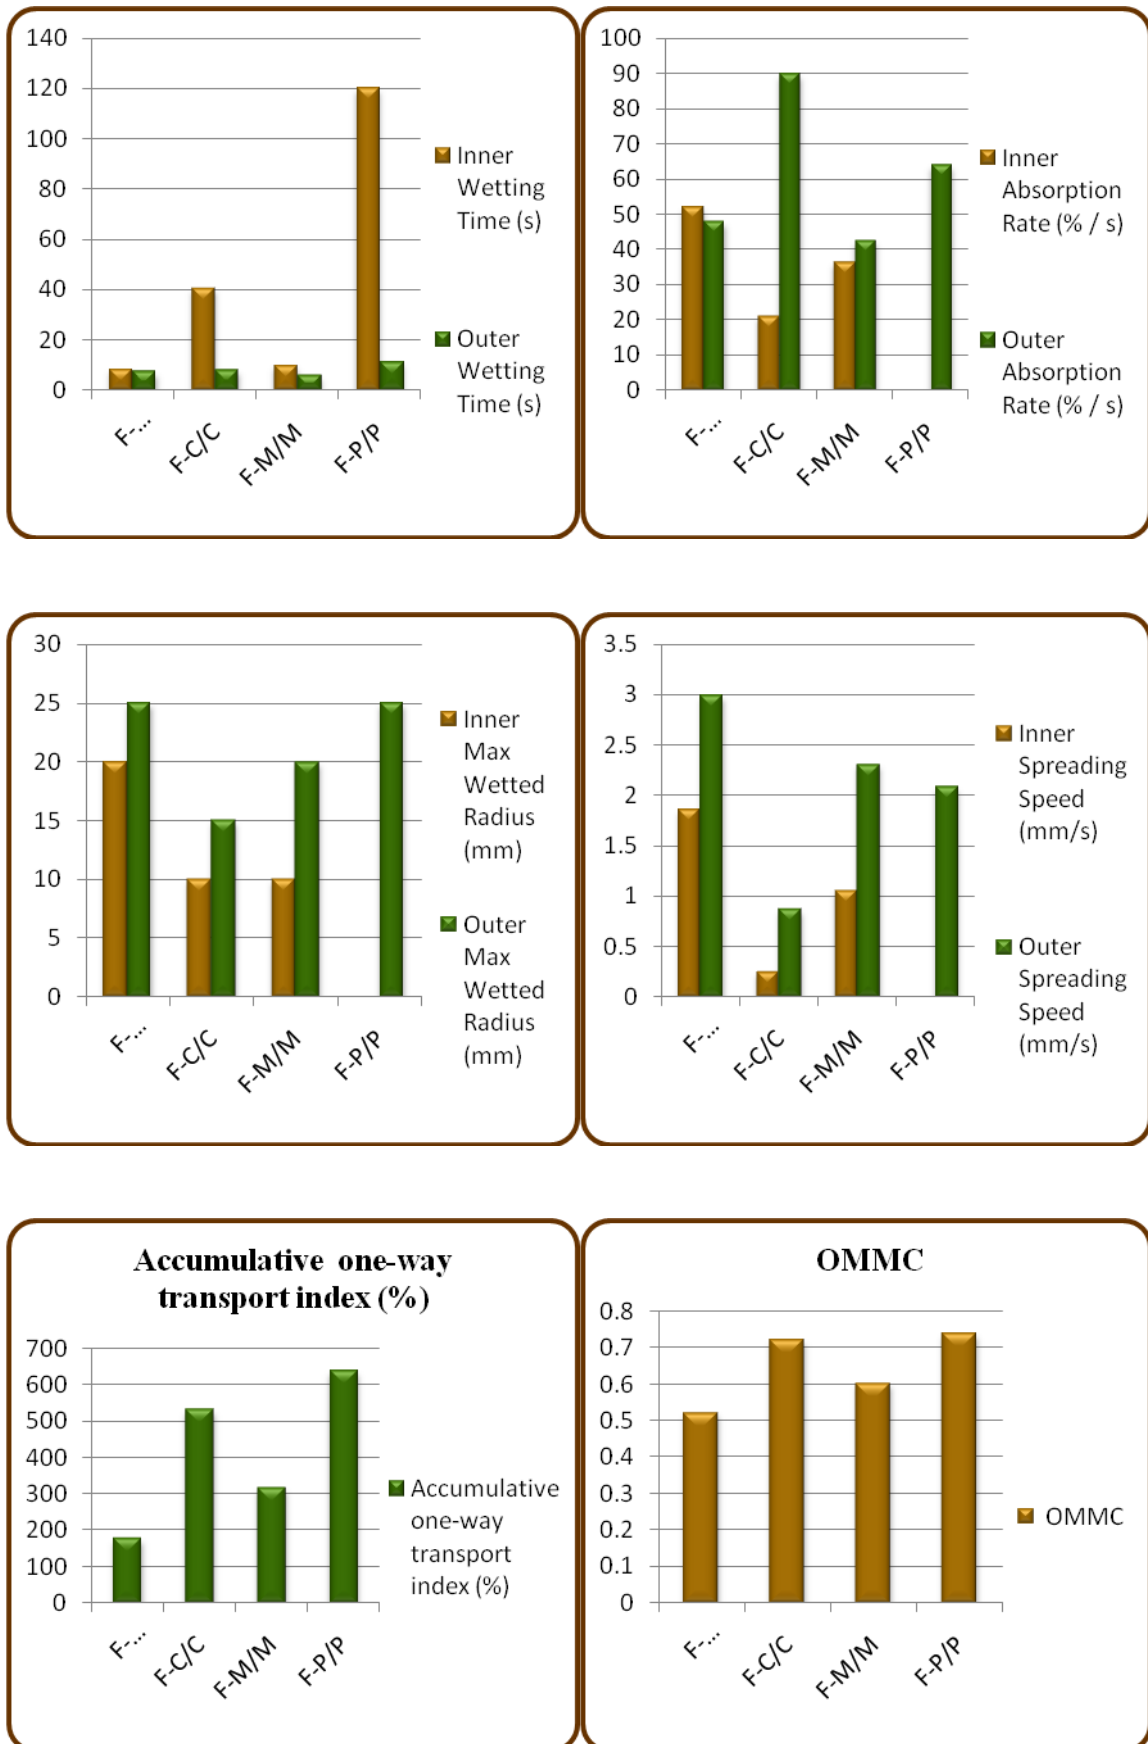 140
120
100
80
60
40
20
0
F-...
F-C/C
F-M/M
F-P/P
Inner
Wetting
Time (s)
Outer
Wetting
Time (s)
100
90
80
70
60
50
40
30
20
10
0
F-...
F-C/C
F-M/M
F-P/P
Inner
Absorption
Rate (% / s)
Outer
Absorption
Rate (% / s)
30
25
20
15
10
5
0
F-...
F-C/C
F-M/M
F-P/P
Inner
Max
Wetted
Radius
(mm)
Outer
Max
Wetted
Radius
(mm)
3.5
3
2.5
2
1.5
1
0.5
0
F-...
F-C/C
F-M/M
F-P/P
Inner
Spreading
Speed
(mm/s)
Outer
Spreading
Speed
(mm/s)
Accumulative one-way
transport index (%)
700
600
500
400
300
200
100
0
F-...
F-C/C
F-M/M
F-P/P
Accumulative
one-way
transport
index (%)
OMMC
0.8
0.7
0.6
0.5
0.4
0.3
0.2
0.1
0
F-...
F-C/C
F-M/M
F-P/P
OMMC